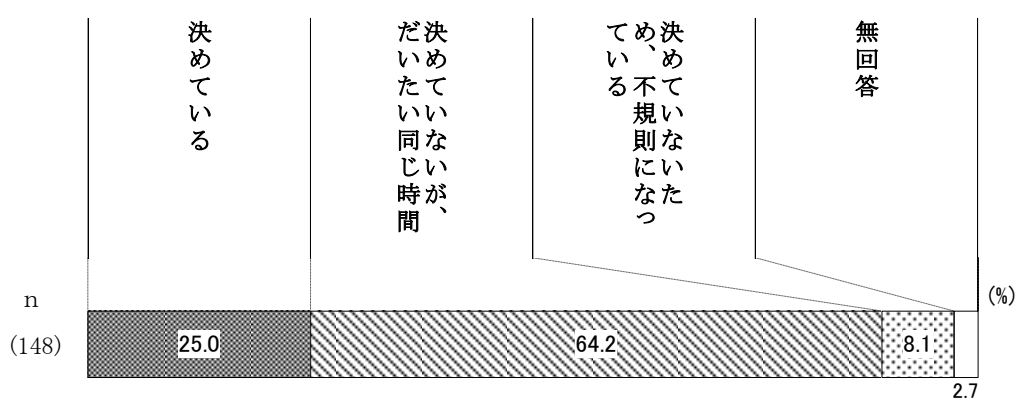 決めている
決めていないが、
だいたい同じ時間
決めていないた
め、不規則になっ
ている
無回答
(%)
n
(148)
25.0
64.2
8.1
2.7